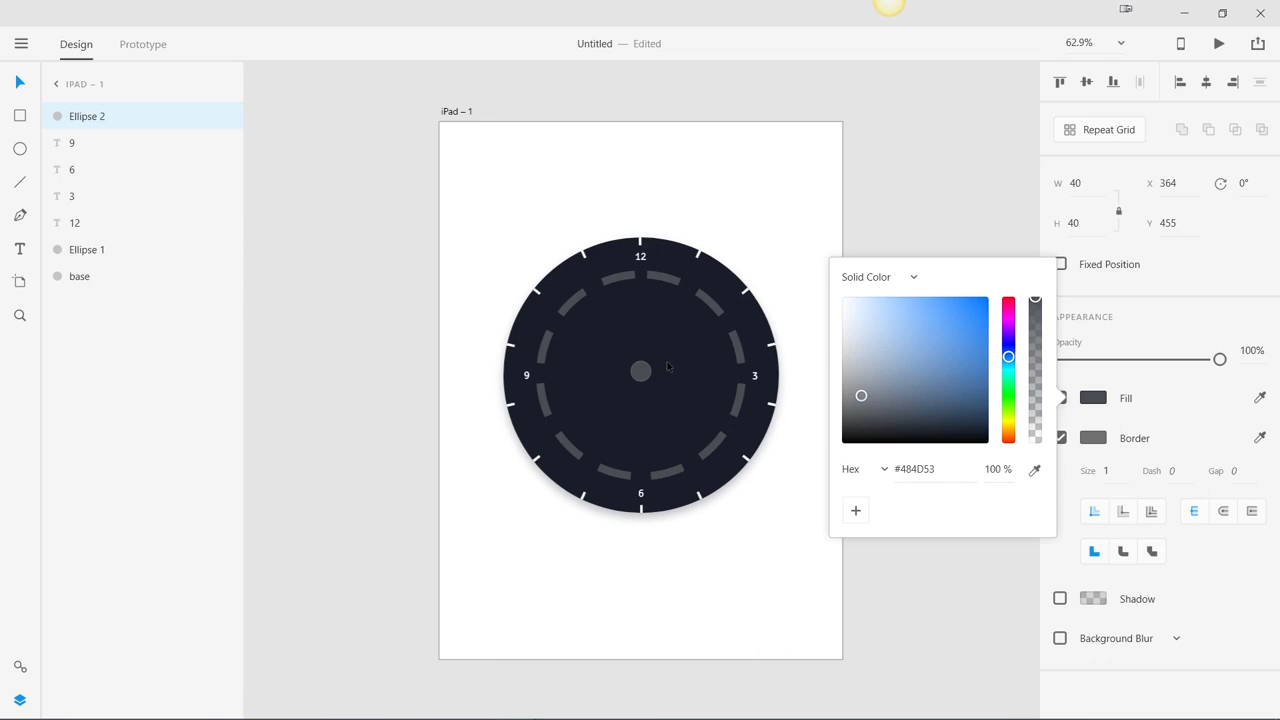 Design
Prototype
Untitled — Edited
62.9%
IPAD – 1
Ellipse 2
T 9
T 6
T 3
T 12
Ellipse 1
base
iPad – 1
12
9
3
6
Repeat Grid
W 40
X 364
0°
H 40
Y 455
Fixed Position
Solid Color
APPEARANCE
Opacity
100%
Fill
Border
Hex
#484D53
100 %
Size 1
Dash 0
Gap 0
Shadow
Background Blur